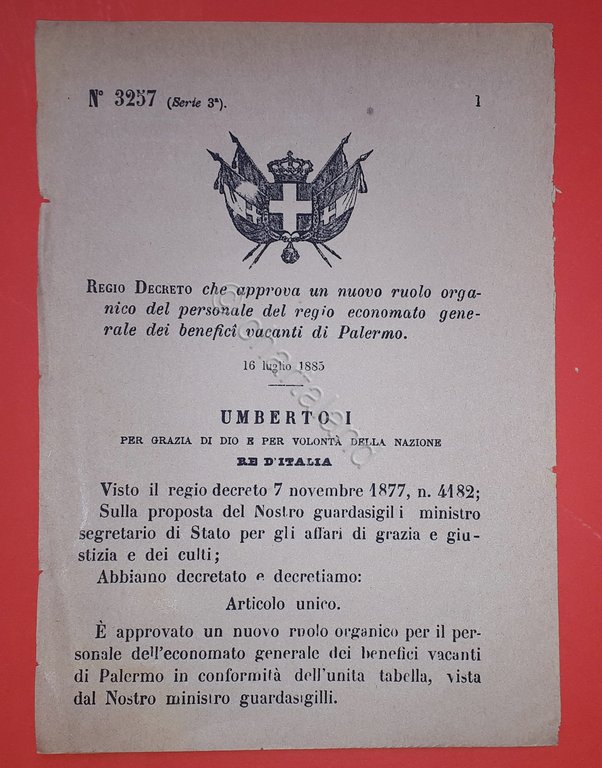 N° 3257 (Serie 3ª). 1
REGIO DECRETO che approva un nuovo ruolo orga-
nico del personale del regio economato gene-
rale dei beneficî vacanti di Palermo.
16 luglio 1885
UMBERTO I
PER GRAZIA DI DIO E PER VOLONTÀ DELLA NAZIONE
RE D'ITALIA
Visto il regio decreto 7 novembre 1877, n. 4182;
Sulla proposta del Nostro guardasigil i ministro
segretario di Stato per gli affari di grazia e giu-
stizia e dei culti;
Abbiamo decretato e decretiamo:
Articolo unico.
È approvato un nuovo ruolo organico per il per-
sonale dell'economato generale dei benefici vacanti
di Palermo in conformità dell'unita tabella, vista
dal Nostro ministro guardasigilli.